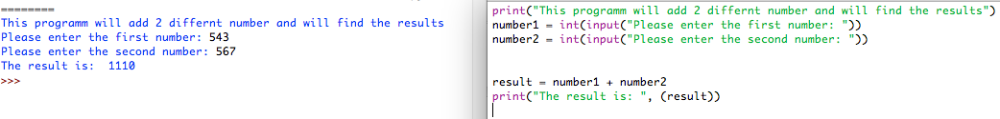 ========
This programm will add 2 differnt number and will find the results
Please enter the first number: 543
Please enter the second number: 567
The result is:  1110
>>>
print("This programm will add 2 differnt number and will find the results")
number1 = int(input("Please enter the first number: "))
number2 = int(input("Please enter the second number: "))
result = number1 + number2
print("The result is: ", (result))